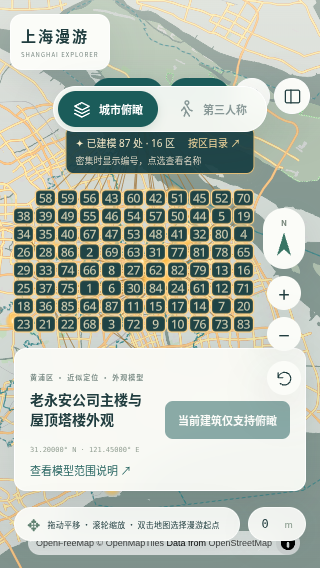 上海漫游
SHANGHAI EXPLORER
城市俯瞰
第三人称
✦ 已建模 87 处 · 16 区 按区目录 ↗
密集时显示编号，点选查看名称
58 59 56 43 60 42 51 45 52 70
38 39 49 55 46 54 57 50 44 5 19
34 35 40 67 47 53 48 41 32 80 4
26 28 86 2 69 63 31 77 81 78 65
29 33 74 66 8 27 62 82 79 13 16
25 37 75 1 6 30 84 24 61 12 71
18 36 85 64 87 11 15 17 14 7 20
23 21 22 68 3 72 9 10 76 73 83
N
+
−
黄浦区 · 近似定位 · 外观模型
老永安公司主楼与
屋顶塔楼外观
当前建筑仅支持俯瞰
31.20000° N · 121.45000° E
查看模型范围说明 ↗
拖动平移 · 滚轮缩放 · 双击地图选择漫游起点
0 m
OpenFreeMap © OpenMapTiles Data from OpenStreetMap